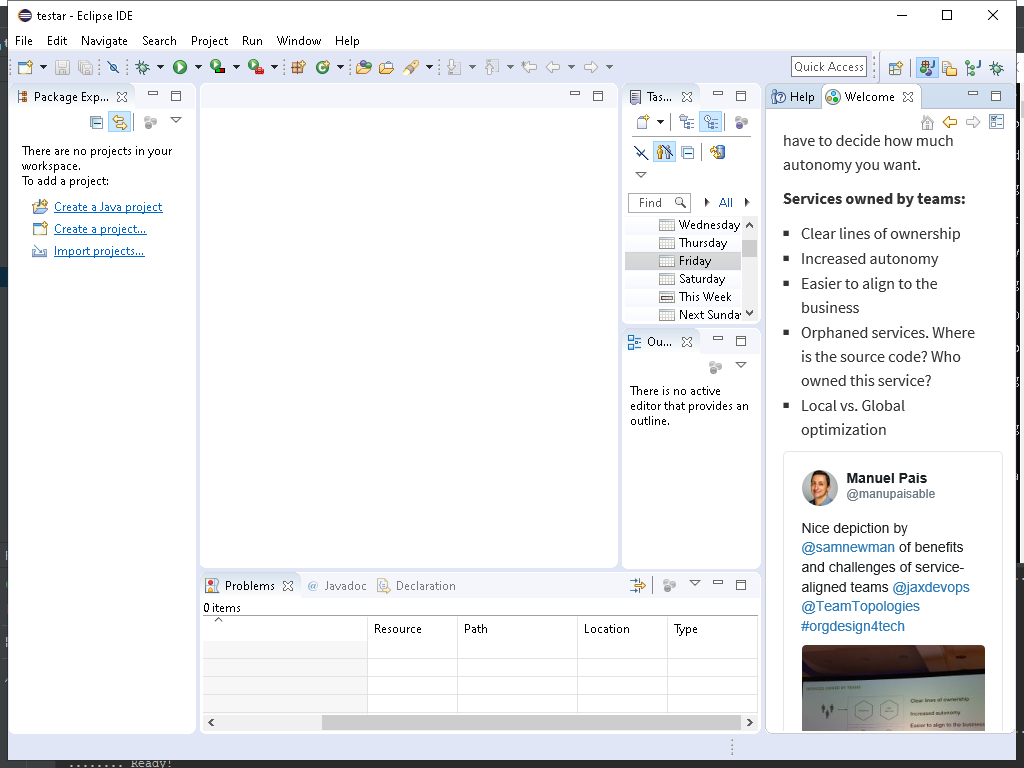 testar - Eclipse IDE
File Edit Navigate Search Project Run Window Help
Quick Access
Package Exp...
There are no projects in your
workspace.
To add a project:
Create a Java project
Create a project...
Import projects...
Tas...
Find
All
Wednesday
Thursday
Friday
Saturday
This Week
Next Sunda
Ou...
There is no active
editor that provides an
outline.
Help Welcome
have to decide how much
autonomy you want.
Services owned by teams:
Clear lines of ownership
Increased autonomy
Easier to align to the
business
Orphaned services. Where
is the source code? Who
owned this service?
Local vs. Global
optimization
Manuel Pais
@manupaisable
Nice depiction by
@samnewman of benefits
and challenges of service-
aligned teams @jaxdevops
@TeamTopologies
#orgdesign4tech
SERVICES OWNED BY TEAMS
Clear lines of ownership
Increased autonomy
Easier to align to the business
Problems @ Javadoc Declaration
0 items
Resource Path Location Type
........ Ready!